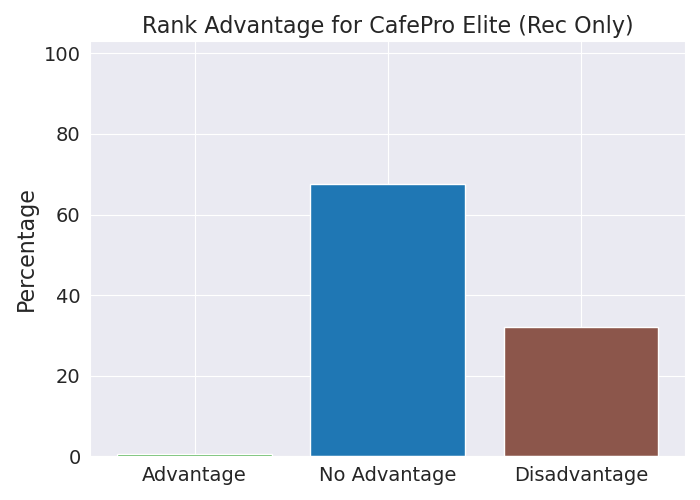 Rank Advantage for CafePro Elite (Rec Only)
Percentage
100
80
60
40
20
0
Advantage
No Advantage
Disadvantage